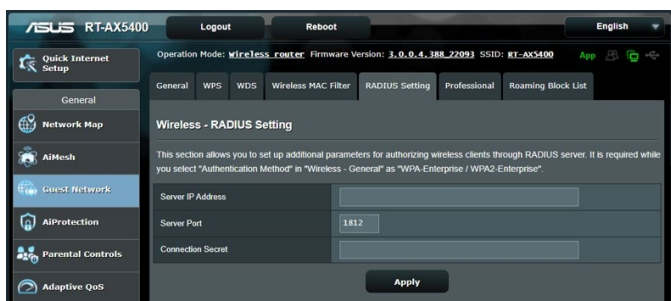 ASUS RT-AX5400 Logout Reboot English
Quick Internet Setup
General
Network Map
AiMesh
Guest Network
AiProtection
Parental Controls
Adaptive QoS
Operation Mode: Wireless router Firmware Version: 3.0.0.4.388_22093 SSID: RT-AX5400 App
General WPS WDS Wireless MAC Filter RADIUS Setting Professional Roaming Block List
Wireless - RADIUS Setting
This section allows you to set up additional parameters for authorizing wireless clients through RADIUS server. It is required while
you select "Authentication Method" in "Wireless - General" as "WPA-Enterprise / WPA2-Enterprise".
Server IP Address
Server Port 1812
Connection Secret
Apply